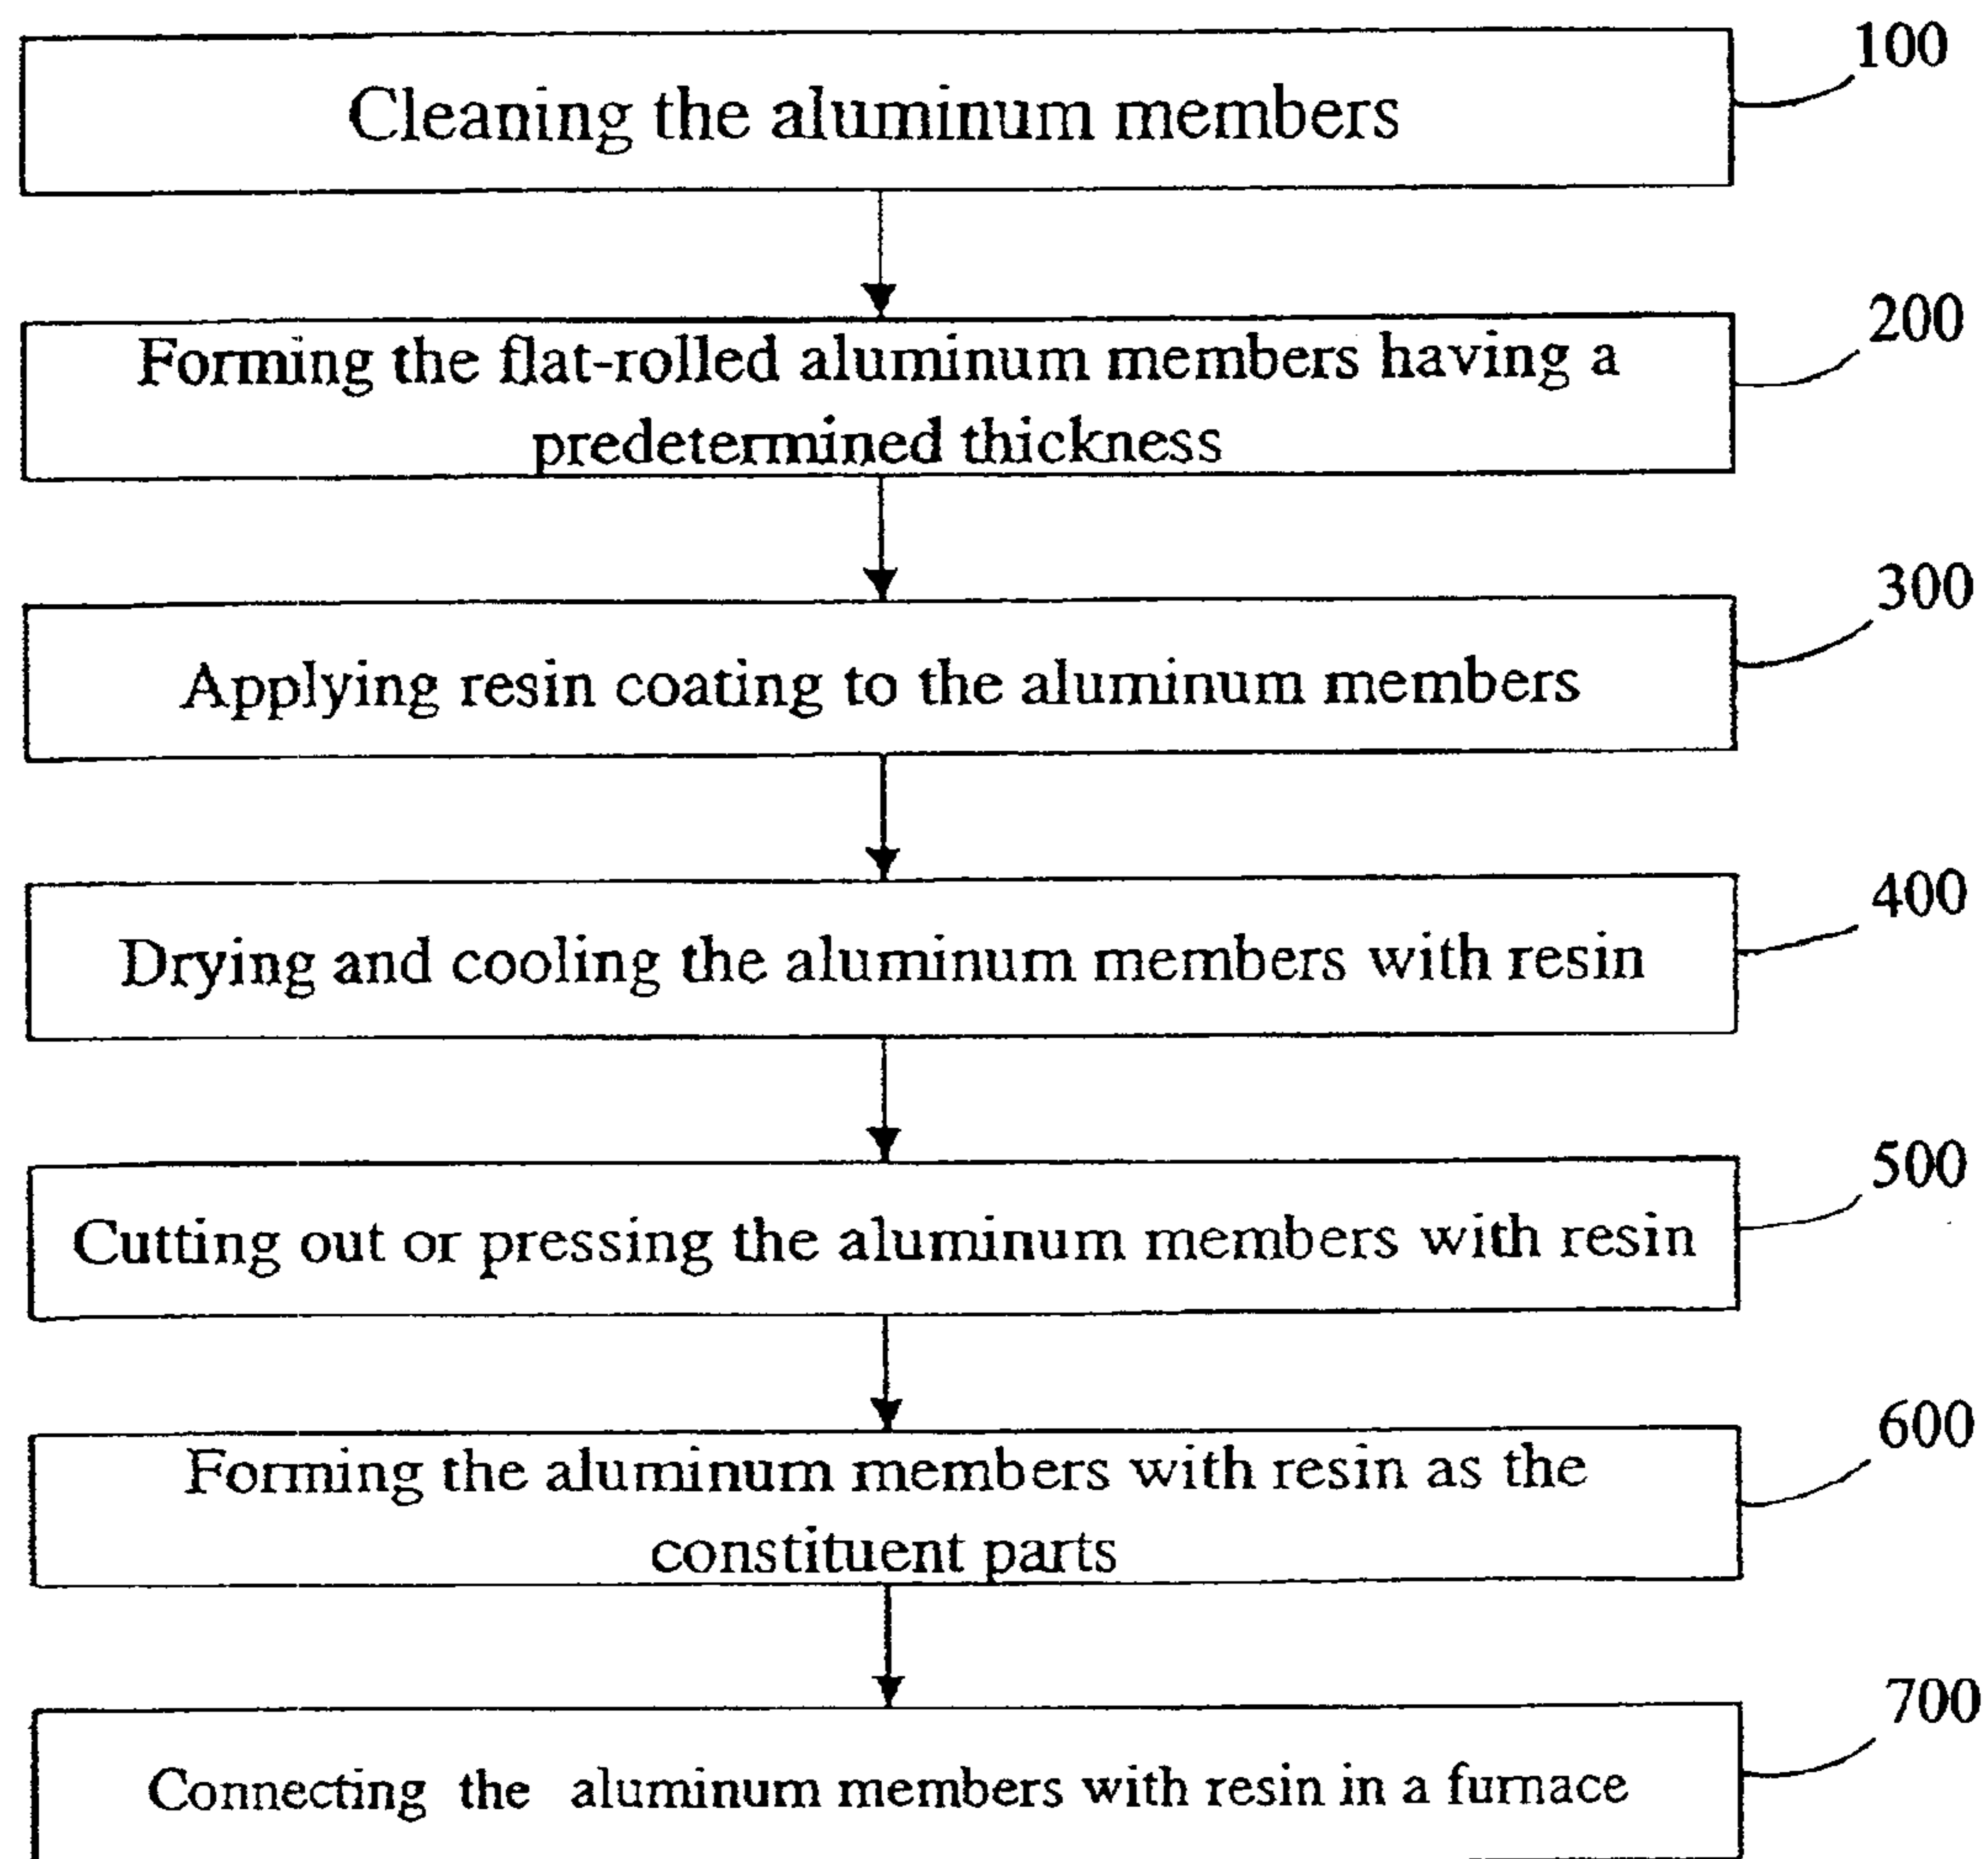 100
Cleaning the aluminum members
200
Forming the flat-rolled aluminum members having a
predetermined thickness
300
Applying resin coating to the aluminum members
400
Drying and cooling the aluminum members with resin
500
Cutting out or pressing the aluminum members with resin
600
Forming the aluminum members with resin as the
constituent parts
700
Connecting the aluminum members with resin in a furnace